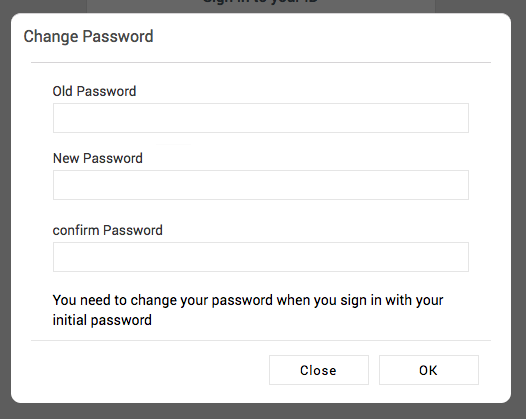 Sign in to your ID
Change Password
Old Password
New Password
confirm Password
You need to change your password when you sign in with your
initial password
Close
OK